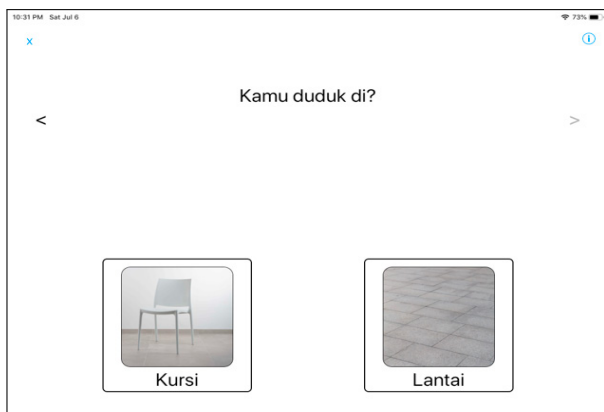 10:31 PM Sat Jul 6 73%
x
Kamu duduk di?
< >
Kursi Lantai